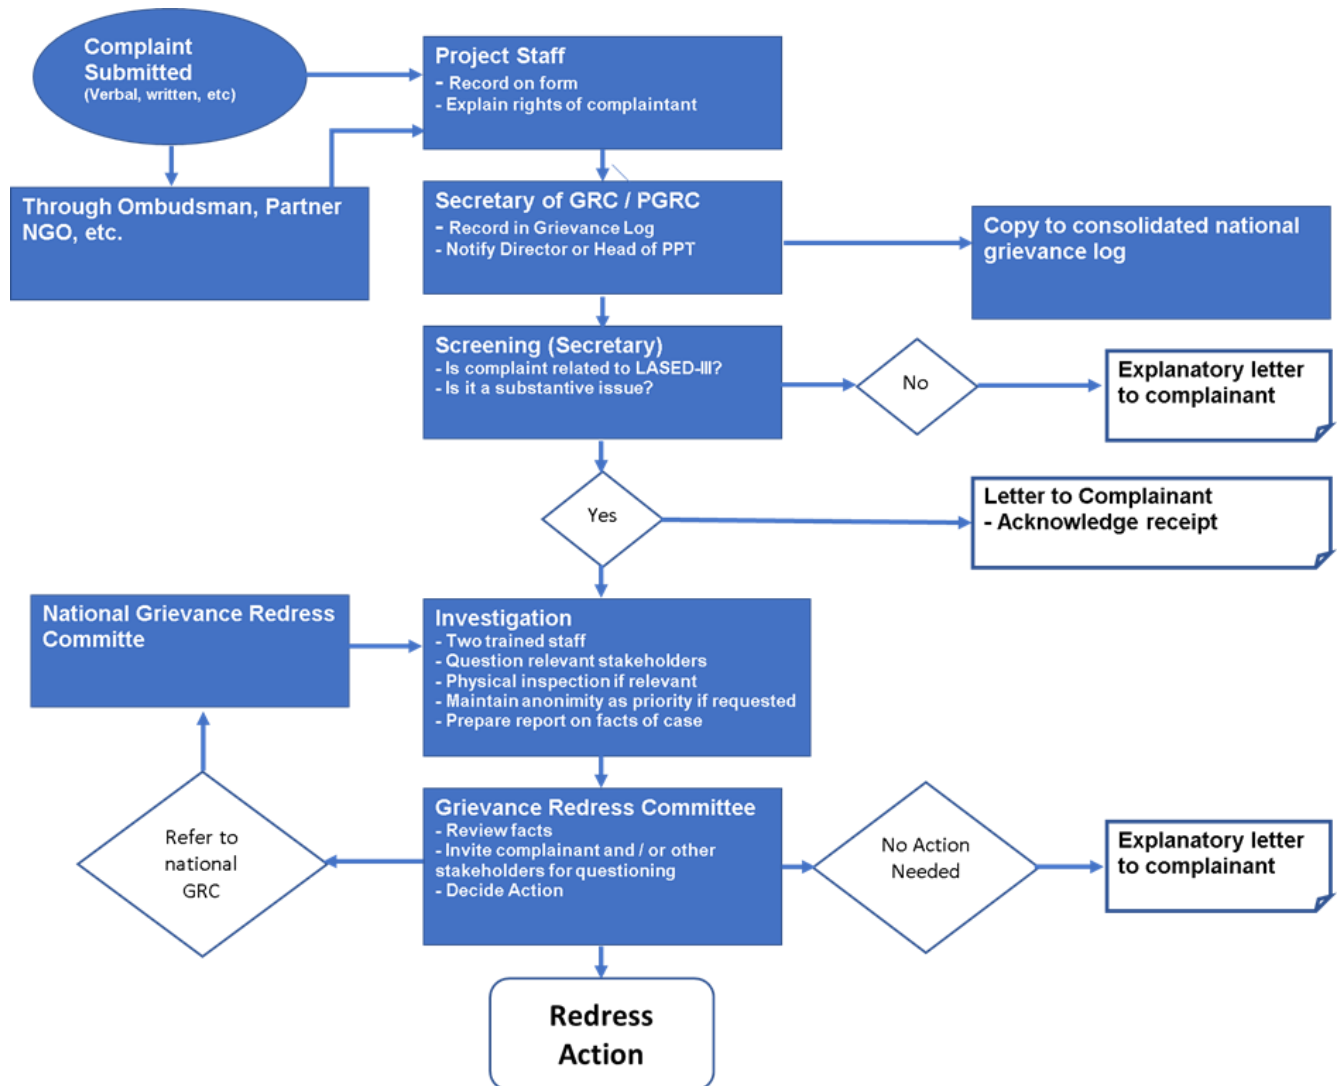 Complaint
Submitted
(Verbal, written, etc)
Project Staff
- Record on form
- Explain rights of complaintant
Through Ombudsman, Partner
NGO, etc.
Secretary of GRC / PGRC
- Record in Grievance Log
- Notify Director or Head of PPT
Copy to consolidated national
grievance log
Screening (Secretary)
- Is complaint related to LASED-III?
- Is it a substantive issue?
No
Explanatory letter
to complainant
Yes
Letter to Complainant
- Acknowledge receipt
National Grievance Redress
Committe
Investigation
- Two trained staff
- Question relevant stakeholders
- Physical inspection if relevant
- Maintain anonimity as priority if requested
- Prepare report on facts of case
Refer to
national
GRC
Grievance Redress Committee
- Review facts
- Invite complainant and / or other
stakeholders for questioning
- Decide Action
No Action
Needed
Explanatory letter
to complainant
Redress
Action